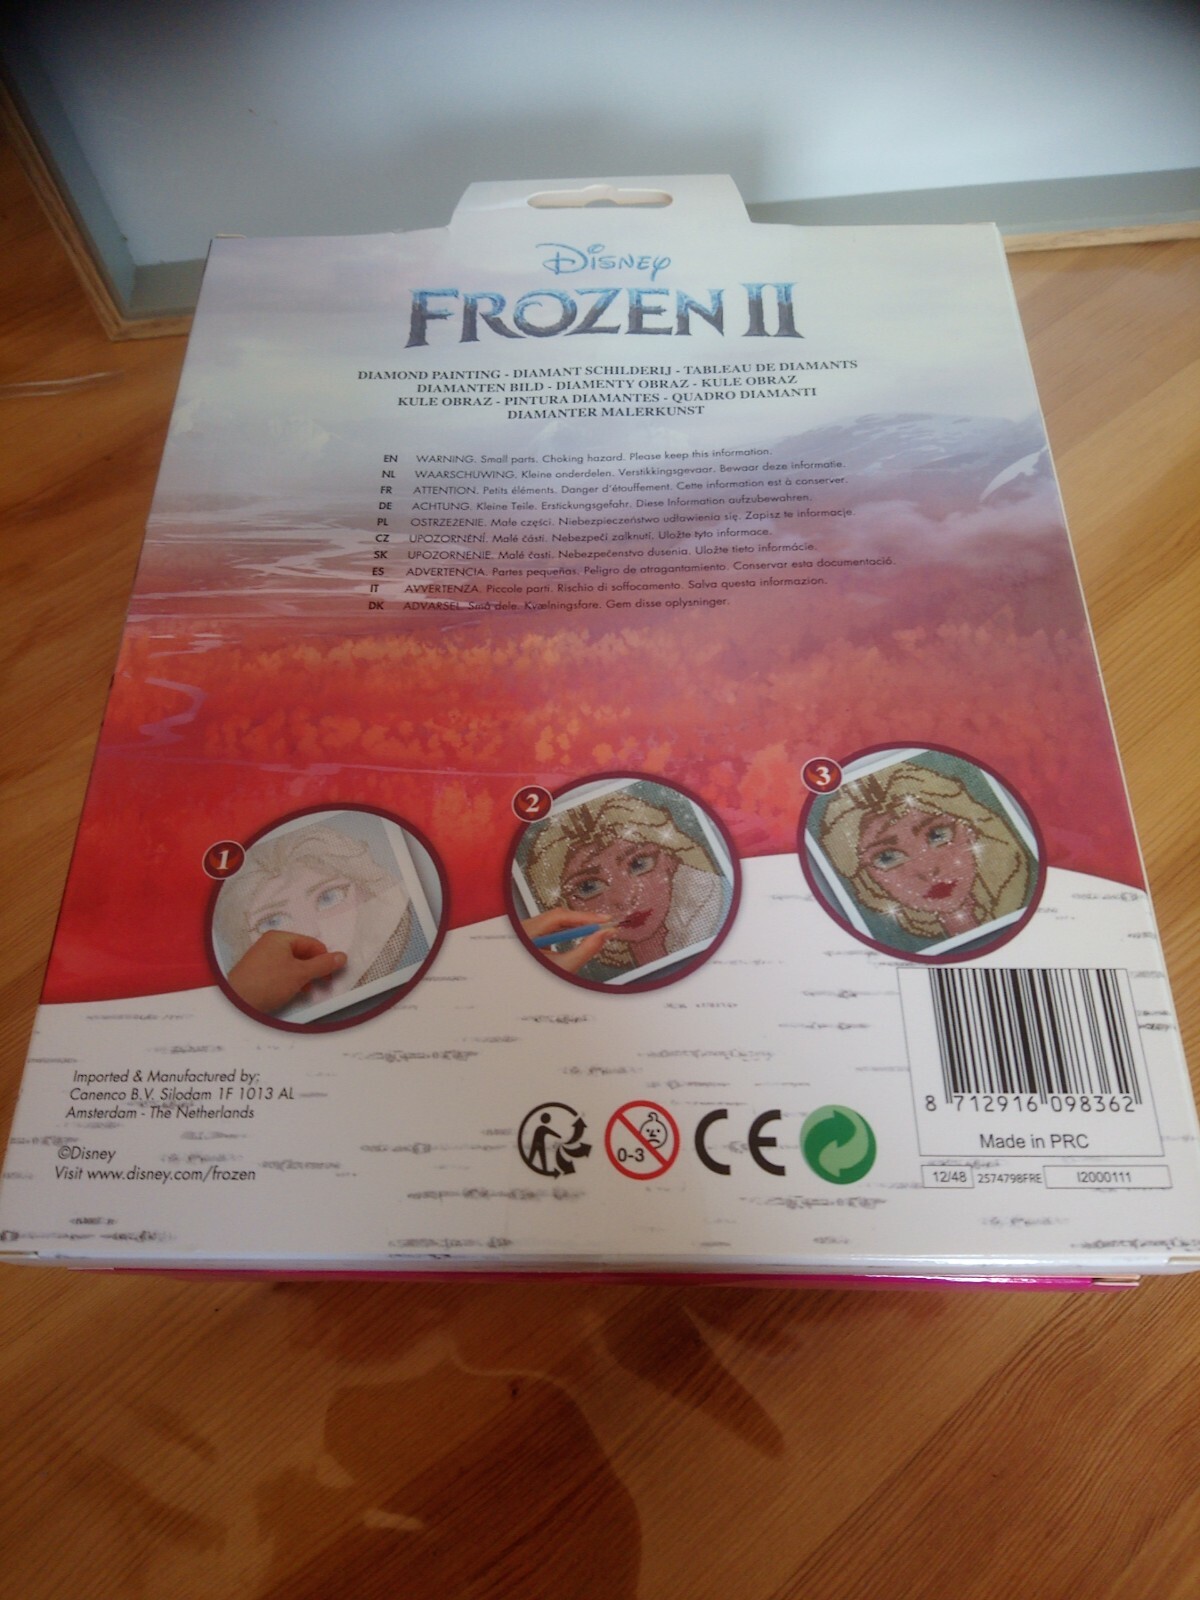 Disney
FROZEN II
DIAMOND PAINTING - DIAMANT SCHILDERIJ - TABLEAU DE DIAMANTS
DIAMANTEN BILD - DIAMENTY OBRAZ - KULE OBRAZ
KULE OBRAZ - PINTURA DIAMANTES - QUADRO DIAMANTI
DIAMANTER MALERKUNST
EN WARNING. Small parts. Choking hazard. Please keep this information.
NL WAARSCHUWING. Kleine onderdelen. Verstikkingsgevaar. Bewaar deze informatie.
FR ATTENTION. Petits éléments. Danger d'étouffement. Cette information est à conserver.
DE ACHTUNG. Kleine Teile. Erstickungsgefahr. Diese Information aufzubewahren.
PL OSTRZEŻENIE. Małe części. Niebezpieczeństwo udławienia się. Zapisz te informacje.
CZ UPOZORNĚNÍ. Malé části. Nebezpečí zalknutí. Uložte tyto informace.
SK UPOZORNENIE. Malé časti. Nebezpečenstvo dusenia. Uložte tieto informácie.
ES ADVERTENCIA. Partes pequeñas. Peligro de atragantamiento. Conservar esta documentació.
IT AVVERTENZA. Piccole parti. Rischio di soffocamento. Salva questa informazion.
DK ADVARSEL. Små dele. Kvælningsfare. Gem disse oplysninger.
1
2
3
Imported & Manufactured by;
Canenco B.V. Silodam 1F 1013 AL
Amsterdam - The Netherlands
©Disney
Visit www.disney.com/frozen
0-3
CE
8 712916 098362
Made in PRC
12/48 2574798FRE I2000111